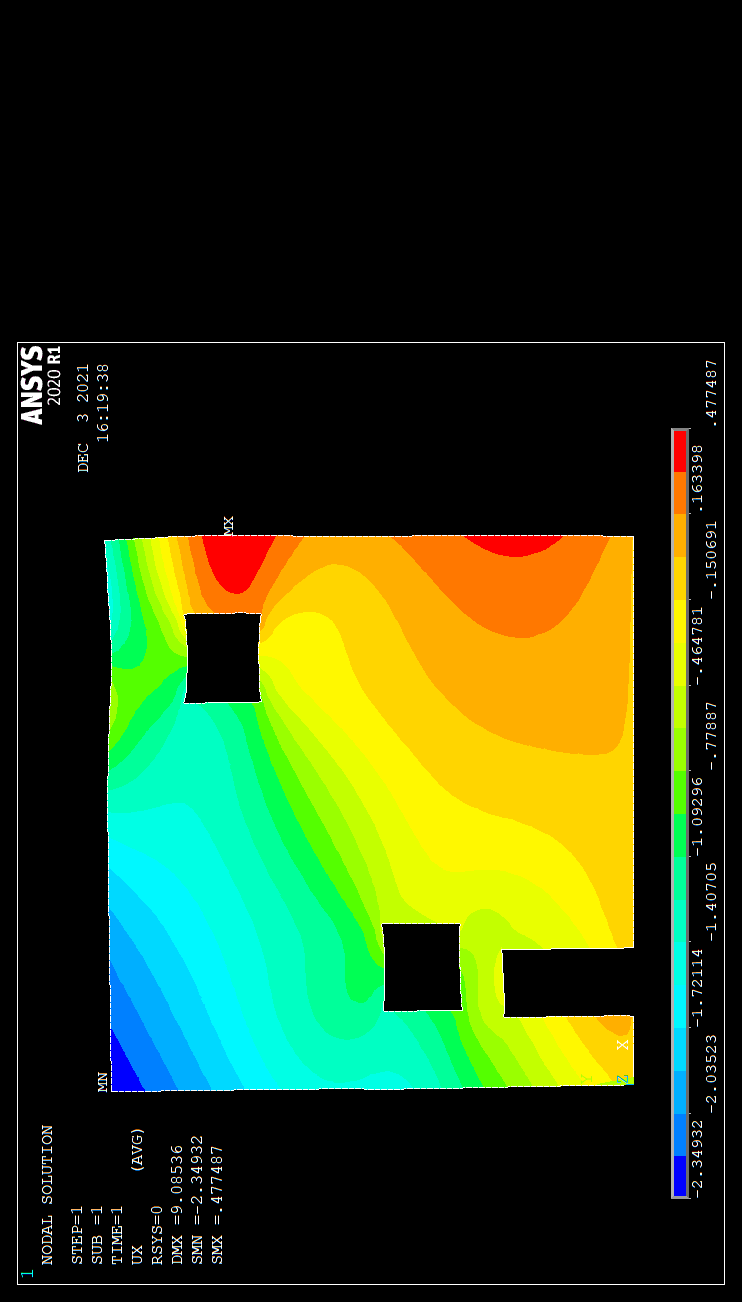 1
NODAL SOLUTION
STEP=1
SUB =1
TIME=1
UX (AVG)
RSYS=0
DMX =9.08536
SMN =-2.34932
SMX =.477487
ANSYS
2020 R1
DEC 3 2021
16:19:38
MN
MX
Y
Z X
-2.34932 -2.03523 -1.72114 -1.40705 -1.09296 -.77887 -.464781 -.150691 .163398 .477487